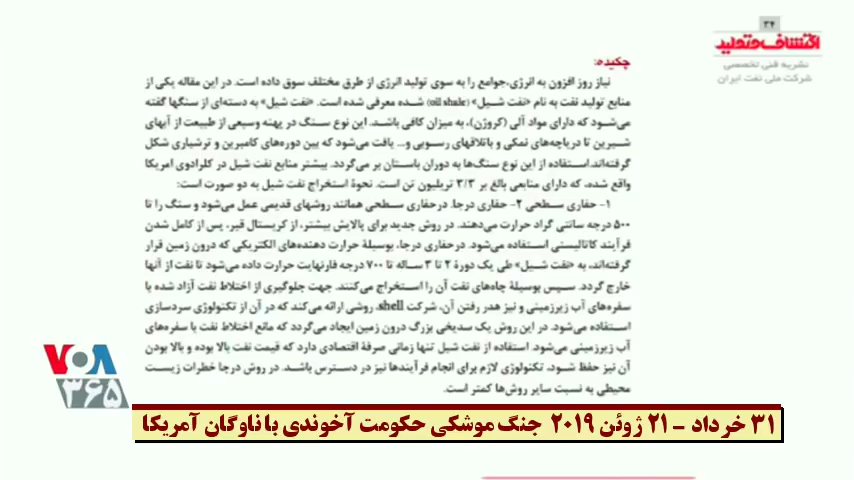 ۳۴
اکتشاف و تولید
نشریه فنی تخصصی
شرکت ملی نفت ایران
چکیده:
نیاز روز افزون به انرژی،جوامع را به سوی تولید انرژی از طرق مختلف سوق داده است. در این مقاله یکی از
منابع تولید نفت به نام «نفت شیل» (oil shale) شده معرفی شده است. «نفت شیل» به دسته‌ای از سنگها گفته
می‌شود که دارای مواد آلی (کروژن)، به میزان کافی باشد. این نوع سنگ در پهنه وسیعی از طبیعت از آبهای
شیرین تا دریاچه‌های نمکی و باتلاقهای رسوبی و... یافت می‌شود که بین دوره‌های کامبرین و ترشیاری شکل
گرفته‌اند.استفاده از این نوع سنگ‌ها به دوران باستان بر می‌گردد. بیشتر منابع نفت شیل در کلرادوی امریکا
واقع شده، که دارای منابعی بالغ بر ۳/۳ تریلیون تن است. نحوۀ استخراج نفت شیل به دو صورت است:
۱- حفاری سطحی ۲- حفاری درجا. درحفاری سطحی همانند روشهای قدیمی عمل می‌شود و سنگ را تا
۵۰۰ درجه سانتی گراد حرارت می‌دهند. در روش جدید برای پالایش بیشتر، از کریستال قیر، پس از کامل شدن
فرآیند کاتالیستی استفاده می‌شود. درحفاری درجا، بوسیلۀ حرارت دهنده‌های الکتریکی که درون زمین قرار
گرفته‌اند، به «نفت شیل» طی یک دورۀ ۲ تا ۳ ساله تا ۷۰۰ درجه فارنهایت حرارت داده می‌شود تا نفت از آنها
خارج گردد. سپس بوسیلۀ چاه‌های نفت آن را استخراج می‌کنند. جهت جلوگیری از اختلاط نفت آزاد شده با
سفره‌های آب زیرزمینی و نیز هدر رفتن آن، شرکت shell، روشی ارائه می‌کند که در آن از تکنولوژی سردسازی
استفاده می‌شود. در این روش یک سدیخی بزرگ درون زمین ایجاد می‌گردد که مانع اختلاط نفت با سفره‌های
آب زیرزمینی می‌شود. استفاده از نفت شیل تنها زمانی صرفۀ اقتصادی دارد که قیمت نفت بالا بوده و بالا بودن
آن نیز حفظ شود، تکنولوژی لازم برای انجام فرآیندها نیز در دسترس باشد. در روش درجا خطرات زیست
محیطی به نسبت سایر روش‌ها کمتر است.
VOA
۳۶۵
۳۱ خرداد - ۲۱ ژوئن ۲۰۱۹ جنگ موشکی حکومت آخوندی با ناوگان آمریکا